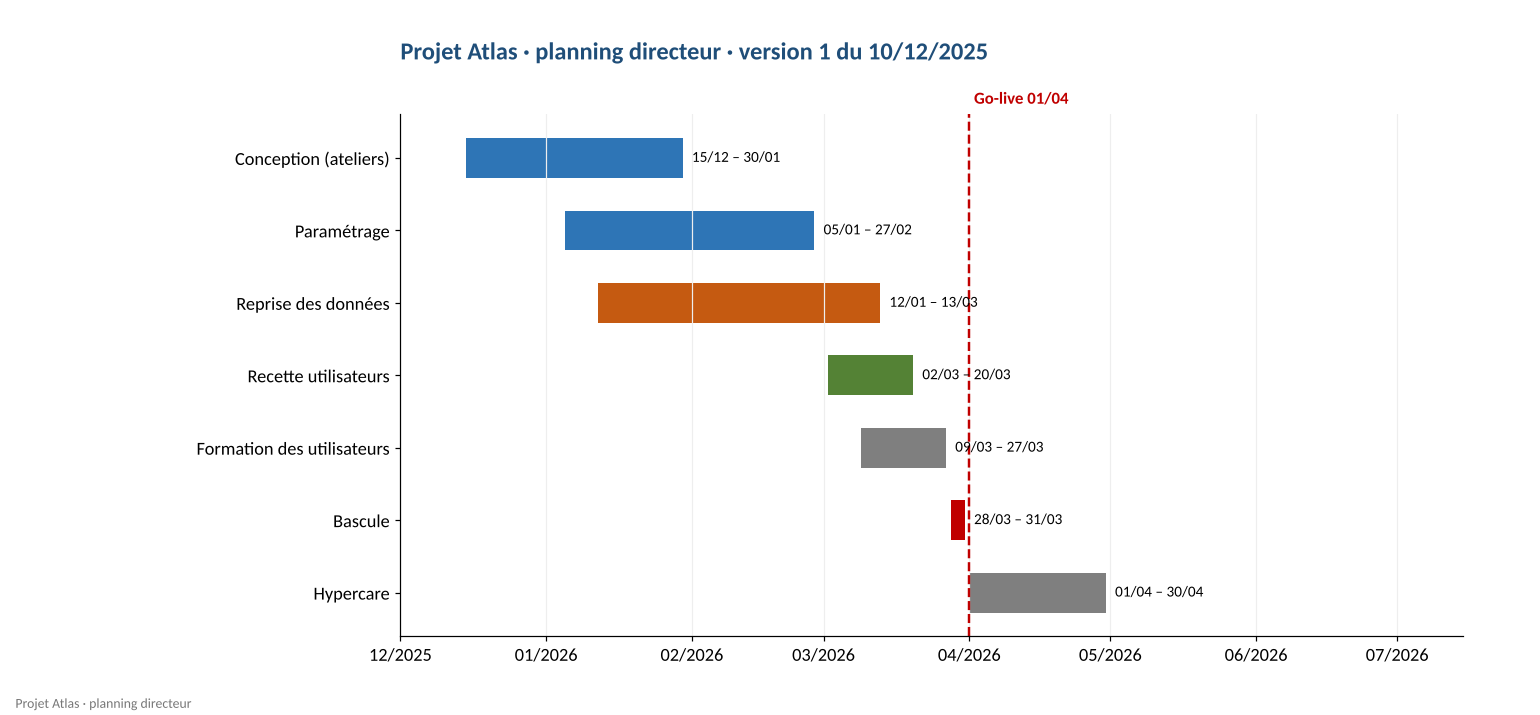 Projet Atlas · planning directeur · version 1 du 10/12/2025
Go-live 01/04
Conception (ateliers) 15/12 – 30/01
Paramétrage 05/01 – 27/02
Reprise des données 12/01 – 13/03
Recette utilisateurs 02/03 – 20/03
Formation des utilisateurs 09/03 – 27/03
Bascule 28/03 – 31/03
Hypercare 01/04 – 30/04
12/2025 01/2026 02/2026 03/2026 04/2026 05/2026 06/2026 07/2026
Projet Atlas · planning directeur